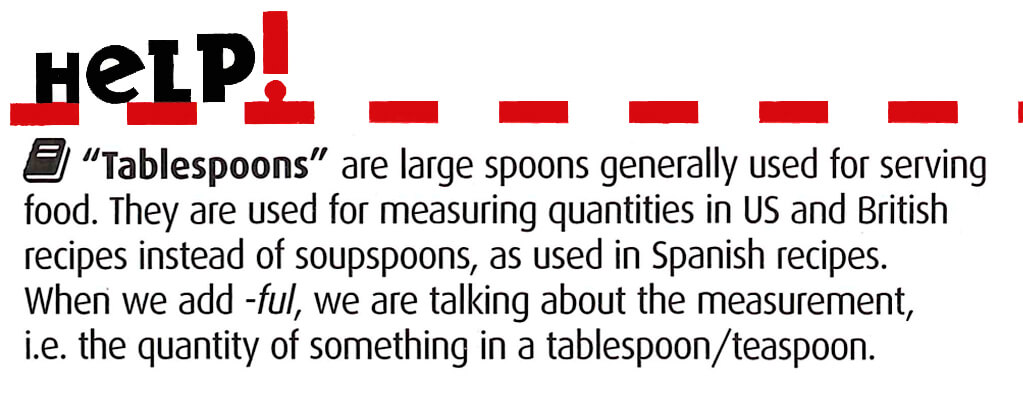 HeLP!
“Tablespoons” are large spoons generally used for serving
food. They are used for measuring quantities in US and British
recipes instead of soupspoons, as used in Spanish recipes.
When we add -ful, we are talking about the measurement,
i.e. the quantity of something in a tablespoon/teaspoon.